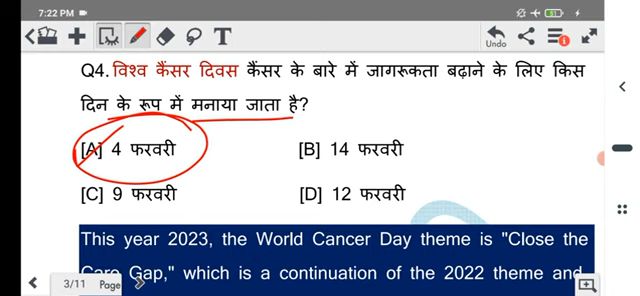 7:22 PM
51
Undo
Q4. विश्व कैंसर दिवस कैंसर के बारे में जागरूकता बढ़ाने के लिए किस
दिन के रूप में मनाया जाता है?
[A] 4 फरवरी
[B] 14 फरवरी
[C] 9 फरवरी
[D] 12 फरवरी
This year 2023, the World Cancer Day theme is "Close the
Care Gap," which is a continuation of the 2022 theme and
3/11 Page